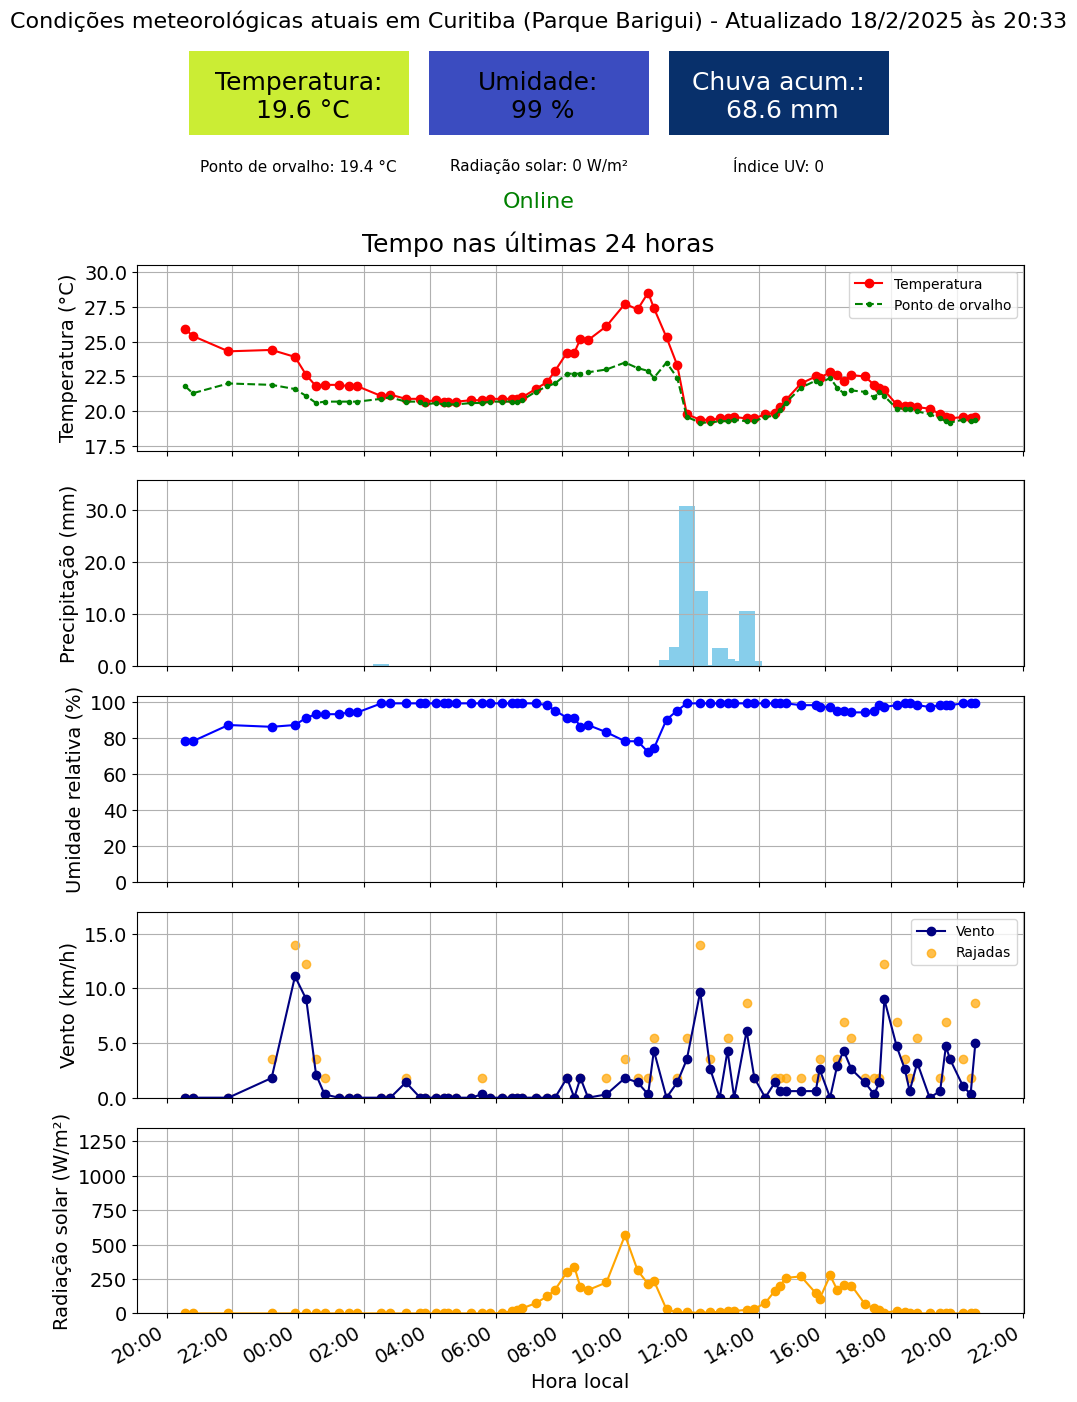 Condições meteorológicas atuais em Curitiba (Parque Barigui) - Atualizado 18/2/2025 às 20:33
Temperatura:
19.6 °C
Umidade:
99 %
Chuva acum.:
68.6 mm
Ponto de orvalho: 19.4 °C
Radiação solar: 0 W/m²
Índice UV: 0
Online
Tempo nas últimas 24 horas
Temperatura (°C)
30.0
27.5
25.0
22.5
20.0
17.5
Temperatura
Ponto de orvalho
Precipitação (mm)
30.0
20.0
10.0
0.0
Umidade relativa (%)
100
80
60
40
20
0
Vento (km/h)
15.0
10.0
5.0
0.0
Vento
Rajadas
Radiação solar (W/m²)
1250
1000
750
500
250
0
20:00
22:00
00:00
02:00
04:00
06:00
08:00
10:00
12:00
14:00
16:00
18:00
20:00
22:00
Hora local